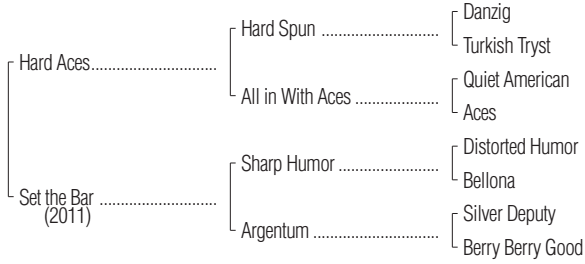 Danzig
Hard Spun ........................
Turkish Tryst
Hard Aces.........................
Quiet American
All in With Aces .................
Aces
Distorted Humor
Sharp Humor .....................
Bellona
Set the Bar .......................
(2011)
Silver Deputy
Argentum .........................
Berry Berry Good